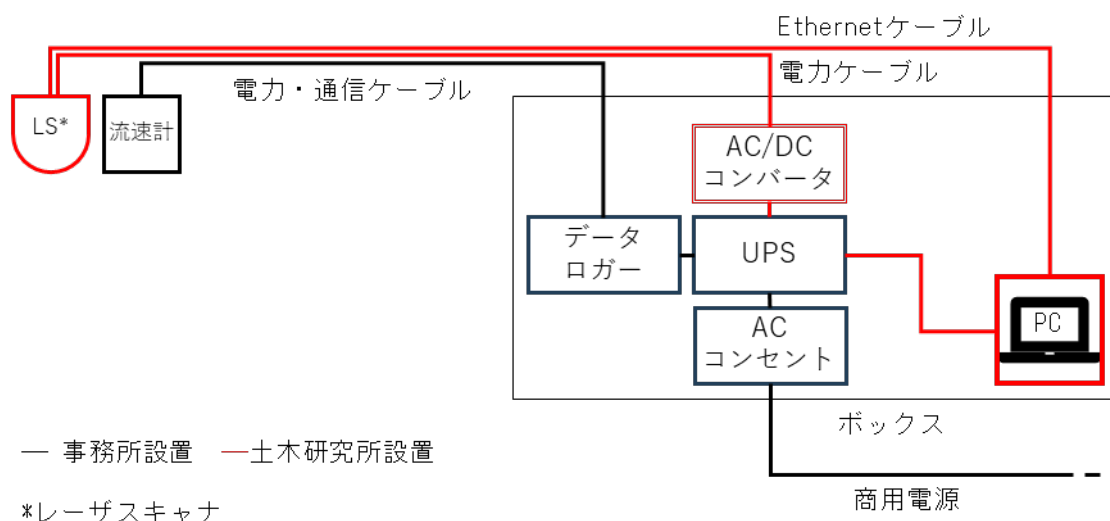 Ethernetケーブル
電力ケーブル
電力・通信ケーブル
LS*
流速計
AC/DC
コンバータ
データ
ロガー
UPS
PC
AC
コンセント
ボックス
― 事務所設置 ―土木研究所設置
商用電源
*レーザスキャナ